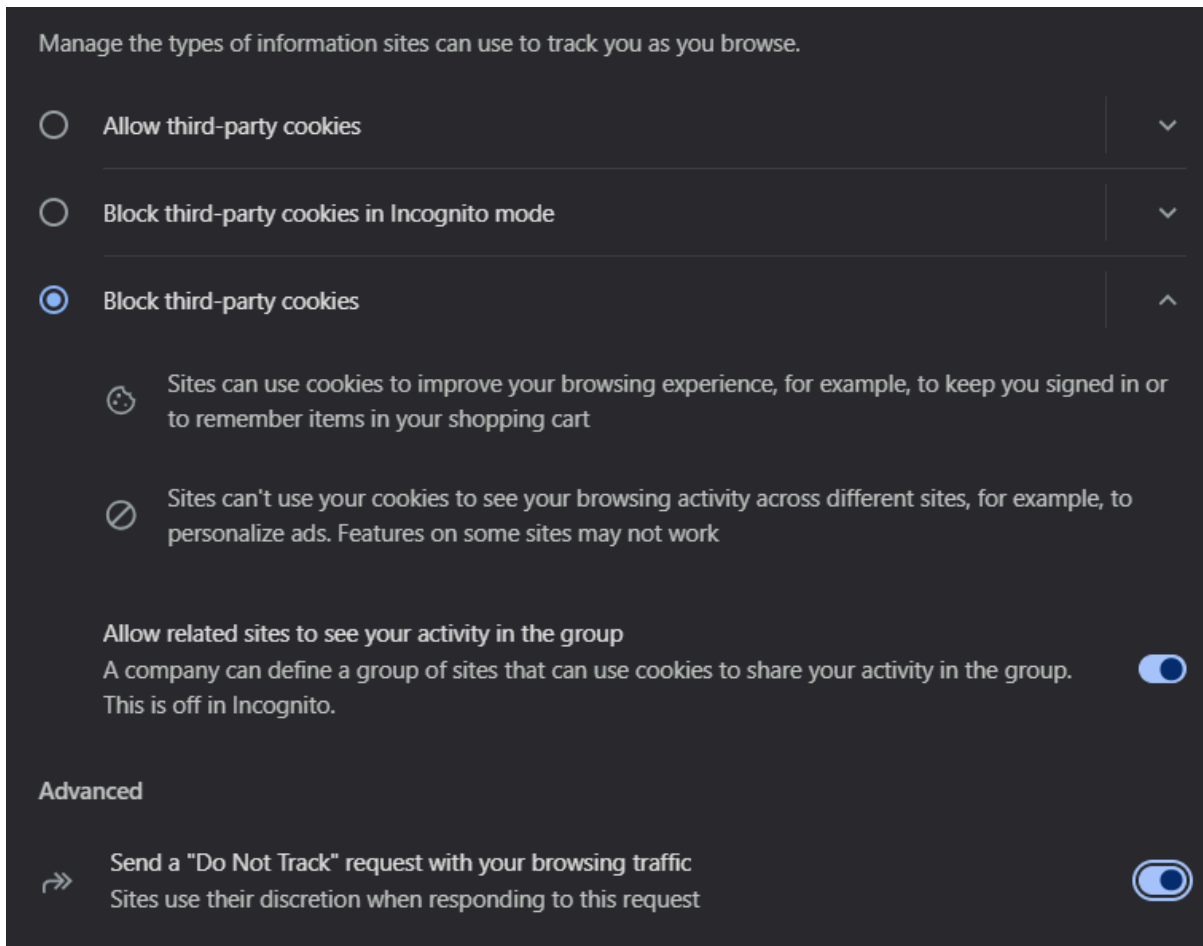 Manage the types of information sites can use to track you as you browse.
Allow third-party cookies
Block third-party cookies in Incognito mode
Block third-party cookies
Sites can use cookies to improve your browsing experience, for example, to keep you signed in or
to remember items in your shopping cart
Sites can't use your cookies to see your browsing activity across different sites, for example, to
personalize ads. Features on some sites may not work
Allow related sites to see your activity in the group
A company can define a group of sites that can use cookies to share your activity in the group.
This is off in Incognito.
Advanced
Send a "Do Not Track" request with your browsing traffic
Sites use their discretion when responding to this request